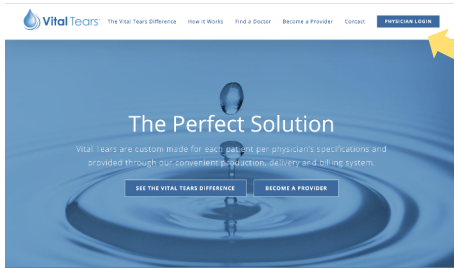 Vital Tears
The Vital Tears Difference How It Works Find a Doctor Become a Provider Contact PHYSICIAN LOGIN
The Perfect Solution
Vital Tears are custom made for each patient per physician's specifications and
provided through our convenient production, delivery and billing system.
SEE THE VITAL TEARS DIFFERENCE BECOME A PROVIDER